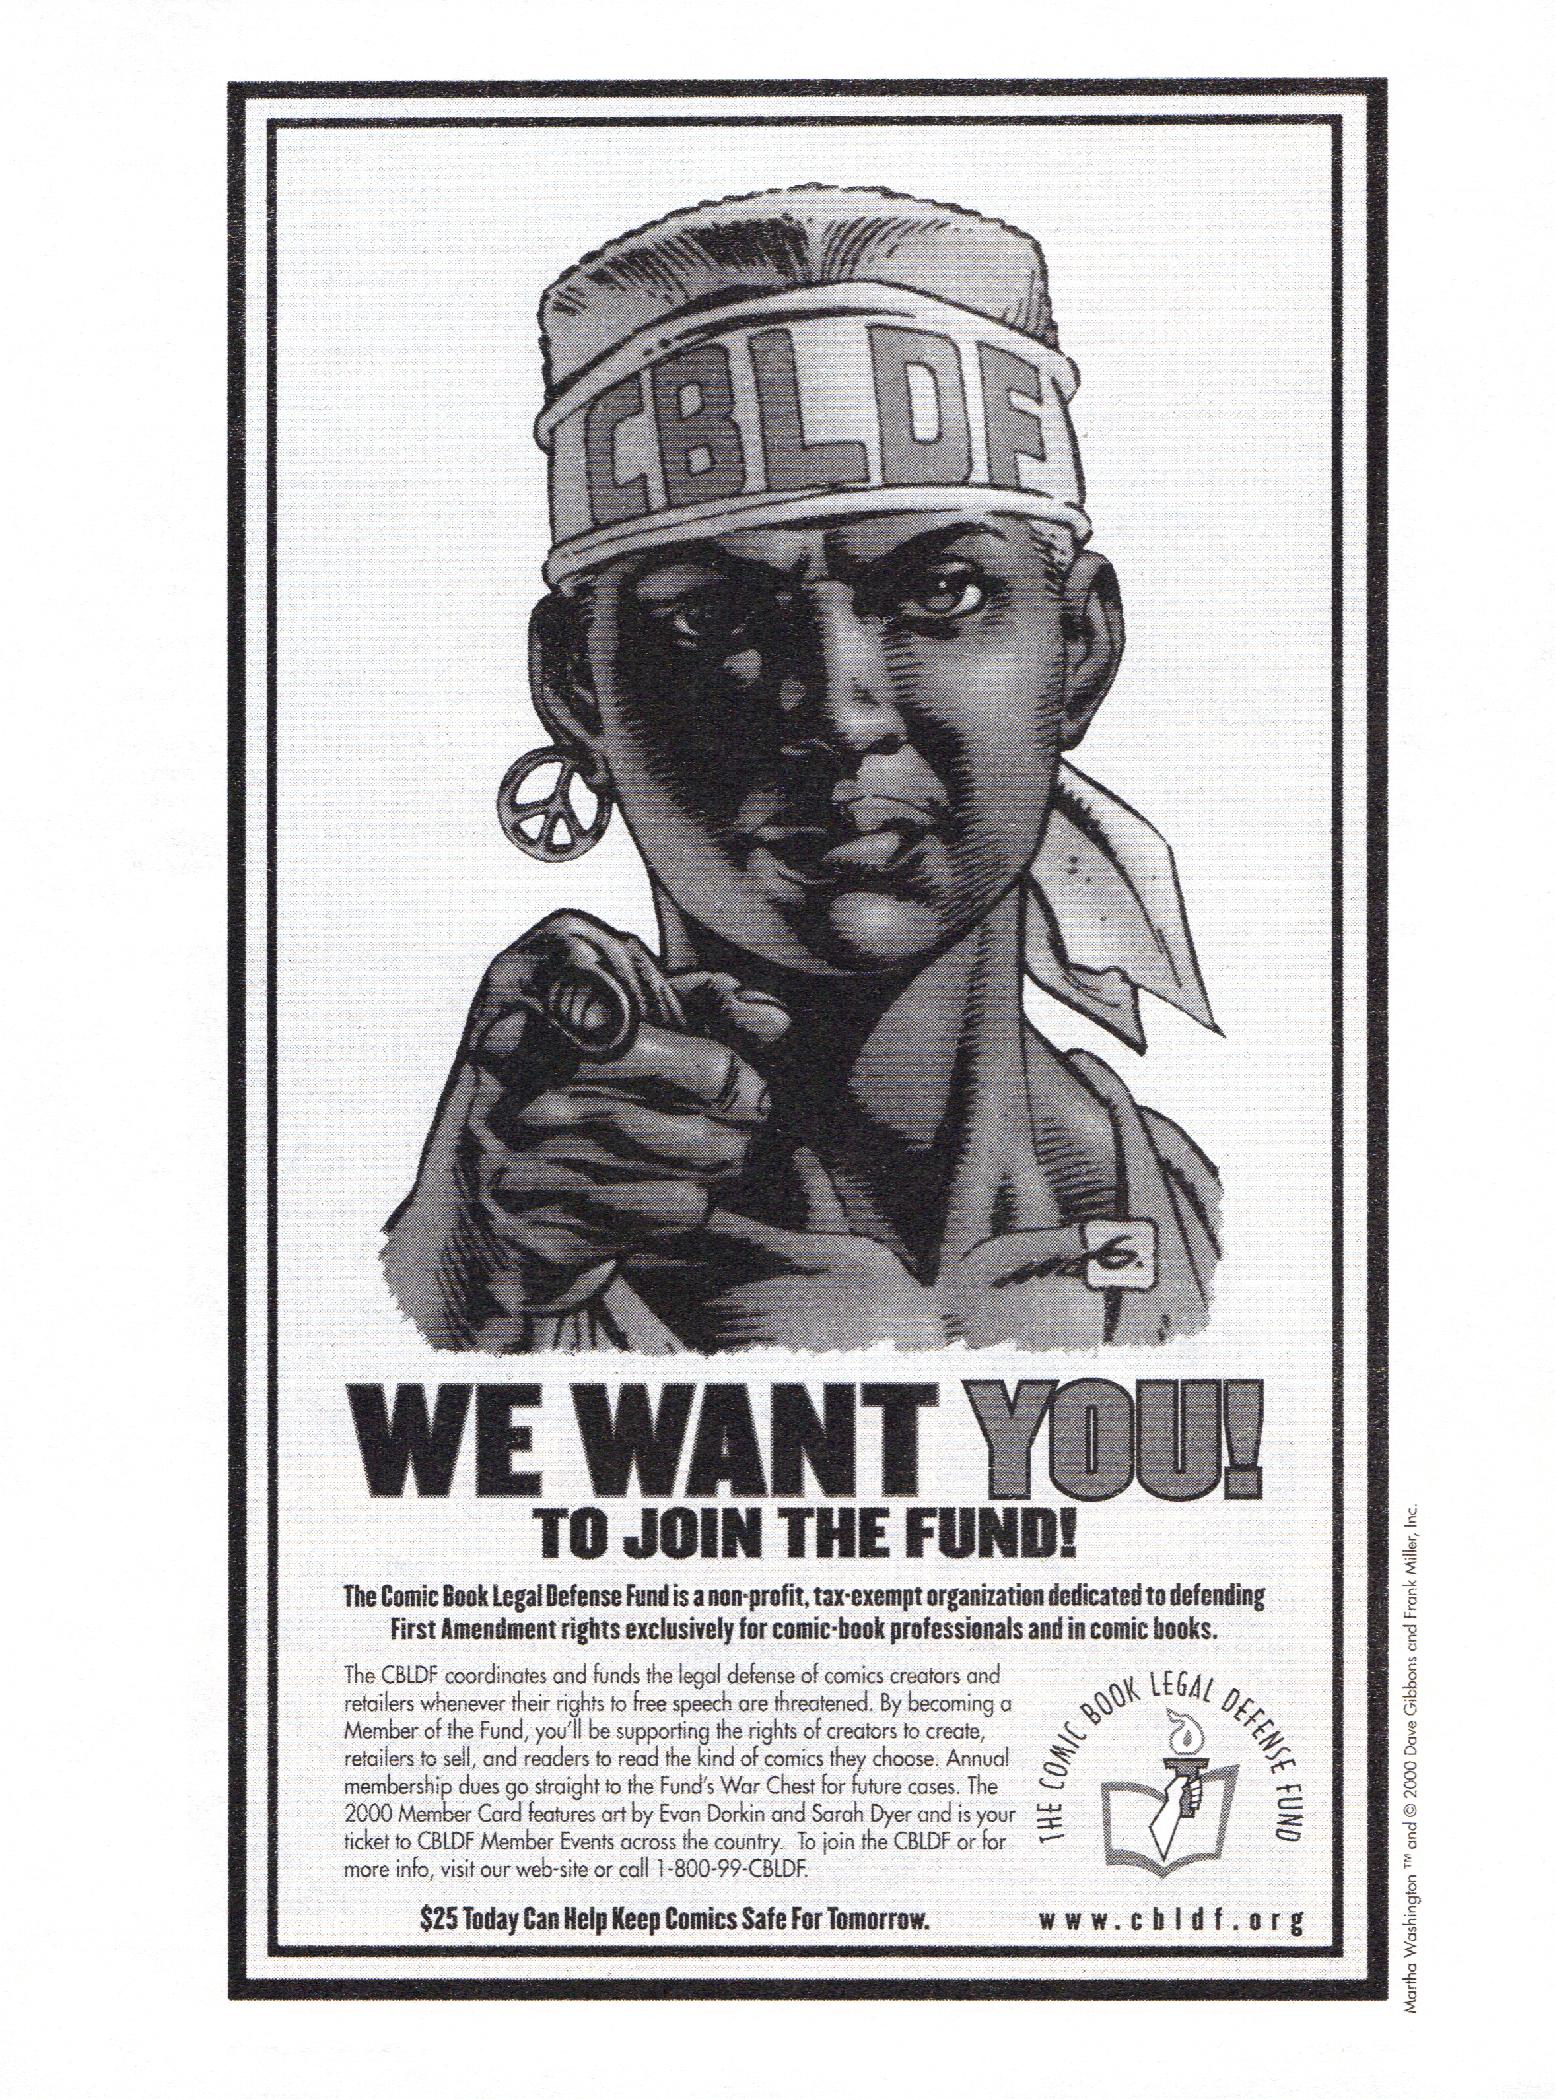 CBLDF
G.
WE WANT YOU!
TO JOIN THE FUND!
The Comic Book Legal Defense Fund is a non-profit, tax-exempt organization dedicated to defending
First Amendment rights exclusively for comic-book professionals and in comic books.
The CBLDF coordinates and funds the legal defense of comics creators and
retailers whenever their rights to free speech are threatened. By becoming a
Member of the Fund, you'll be supporting the rights of creators to create,
retailers to sell, and readers to read the kind of comics they choose. Annual
membership dues go straight to the Fund's War Chest for future cases. The
2000 Member Card features art by Evan Dorkin and Sarah Dyer and is your
ticket to CBLDF Member Events across the country. To join the CBLDF or for
more info, visit our web-site or call 1-800-99-CBLDF.
THE COMIC BOOK LEGAL DEFENSE FUND
$25 Today Can Help Keep Comics Safe For Tomorrow.
www.cbldf.org
Martha Washington ™ and © 2000 Dave Gibbons and Frank Miller, Inc.